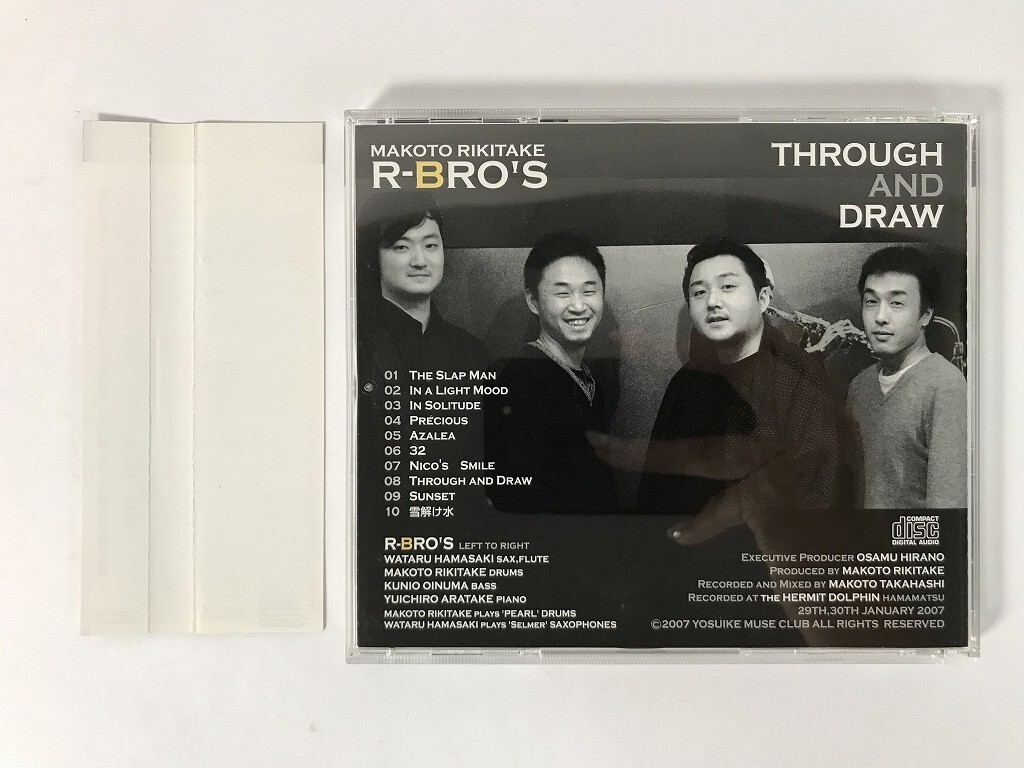 MAKOTO RIKITAKE
R-BRO'S
THROUGH
AND
DRAW
01 THE SLAP MAN
02 IN A LIGHT MOOD
03 IN SOLITUDE
04 PRECIOUS
05 AZALEA
06 32
07 NICO'S SMILE
08 THROUGH AND DRAW
09 SUNSET
10 雪解け水
R-BRO'S LEFT TO RIGHT
WATARU HAMASAKI SAX,FLUTE
MAKOTO RIKITAKE DRUMS
KUNIO OINUMA BASS
YUICHIRO ARATAKE PIANO
MAKOTO RIKITAKE PLAYS 'PEARL' DRUMS
WATARU HAMASAKI PLAYS 'SELMER' SAXOPHONES
COMPACT
disc
DIGITAL AUDIO
EXECUTIVE PRODUCER OSAMU HIRANO
PRODUCED BY MAKOTO RIKITAKE
RECORDED AND MIXED BY MAKOTO TAKAHASHI
RECORDED AT THE HERMIT DOLPHIN HAMAMATSU
29TH,30TH JANUARY 2007
©2007 YOSUIKE MUSE CLUB ALL RIGHTS RESERVED